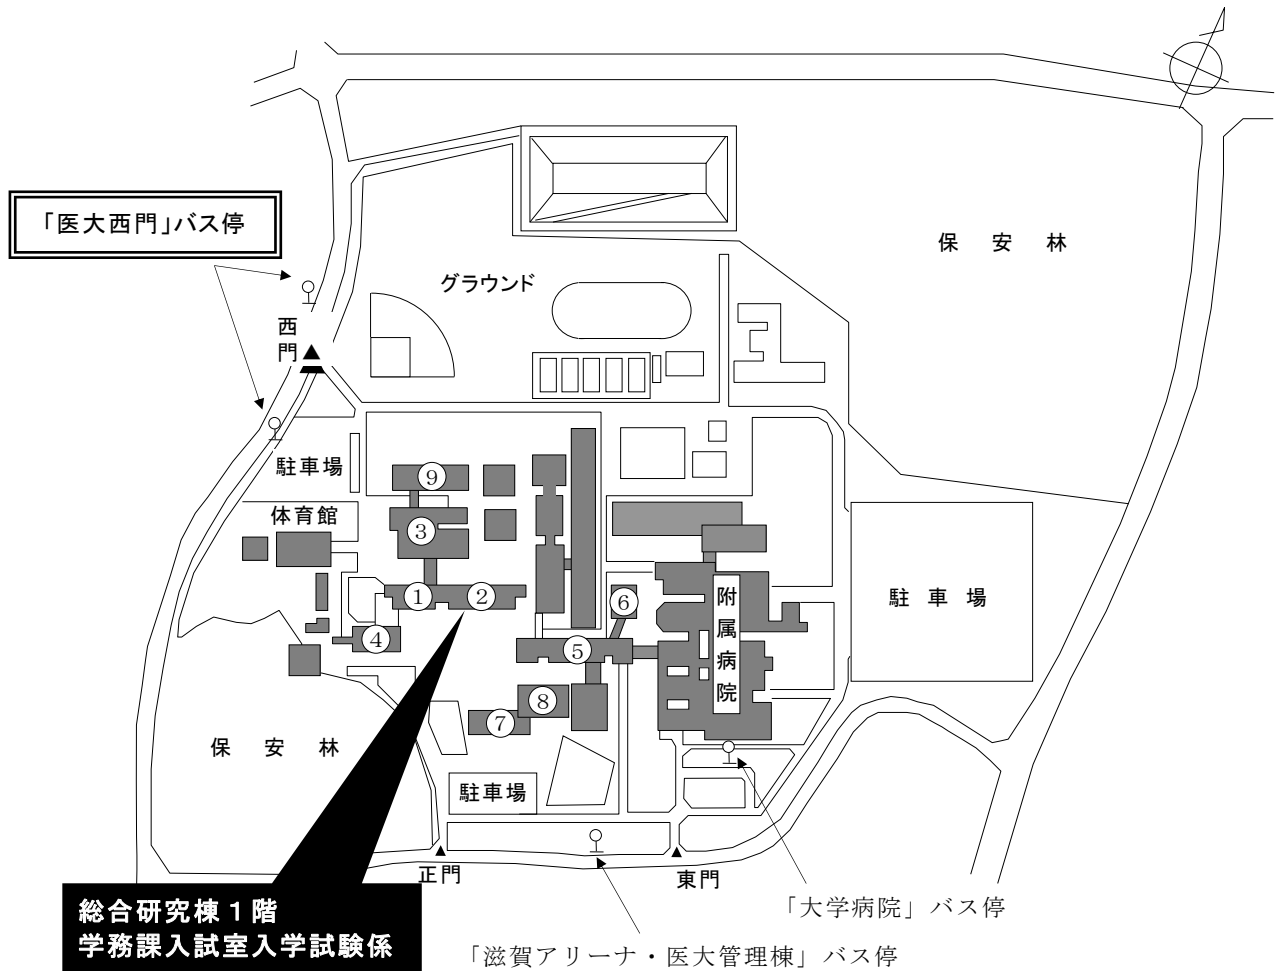 「医大西門」バス停
保 安 林
グラウンド
西
門
駐車場
⑨
体育館
③
①
②
⑥
附
属
病
院
駐 車 場
④
⑤
⑧
⑦
保 安 林
駐車場
正門
東門
総合研究棟１階
学務課入試室入学試験係
「大学病院」バス停
「滋賀アリーナ・医大管理棟」バス停